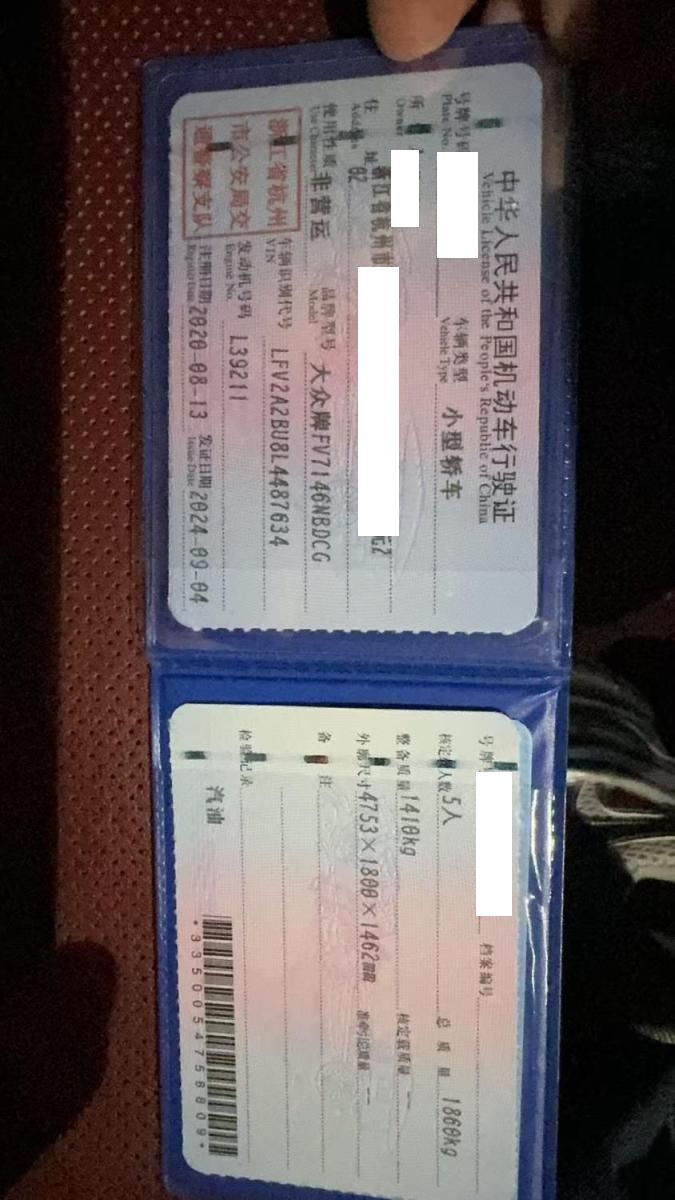 中华人民共和国机动车行驶证
Vehicle License of the People's Republic of China
号牌号码
Plate No.
车辆类型 小型轿车
Vehicle Type
所
Owner
住 址 浙江省杭州市
Address
02
使用性质 非营运
Use Character
品牌型号 大众牌FV7146NBDCG
Model
浙江省杭州
市公安局交
通警察支队
车辆识别代号 LFV2A2BU8L4487634
VIN
发动机号码 L39211
Engine No.
注册日期 2020-08-13 发证日期 2024-09-04
Register Date Issue Date
号牌 档案编号
核定载人数 5人 总 质 量 1860kg
整备质量 1410kg 核定载质量 --
外廓尺寸 4753×1800×1462mm 准牵引总质量 --
备 注
检验记录
汽油
*3350054758809*